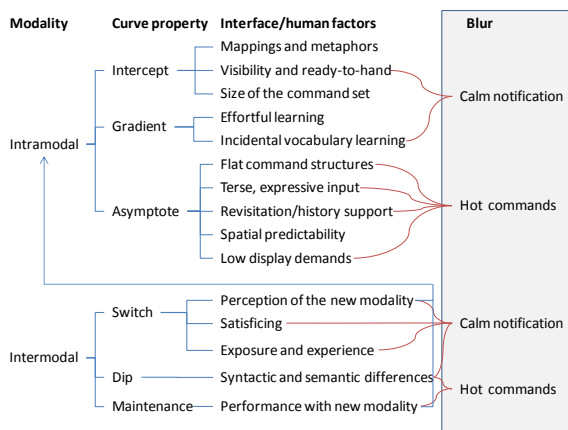 Modality Curve property Interface/human factors Blur
Mappings and metaphors
Intercept Visibility and ready-to-hand
Size of the command set
Calm notification
Effortful learning
Gradient
Incidental vocabulary learning
Intramodal
Flat command structures
Terse, expressive input
Asymptote Revisitation/history support Hot commands
Spatial predictability
Low display demands
Perception of the new modality
Switch Satisficing Calm notification
Exposure and experience
Intermodal
Dip Syntactic and semantic differences
Hot commands
Maintenance Performance with new modality